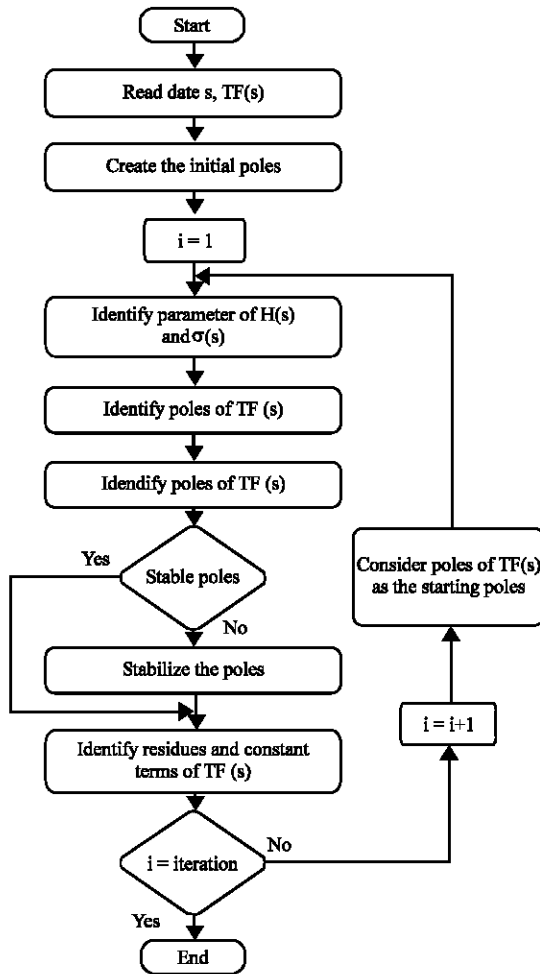 Start
Read date s, TF(s)
Create the initial poles
i = 1
Identify parameter of H(s)
and σ(s)
Identify poles of TF (s)
Idendify poles of TF (s)
Yes
Stable poles
No
Stabilize the poles
Identify residues and constant
terms of TF (s)
i = iteration
No
Yes
End
i = i+1
Consider poles of TF(s)
as the starting poles